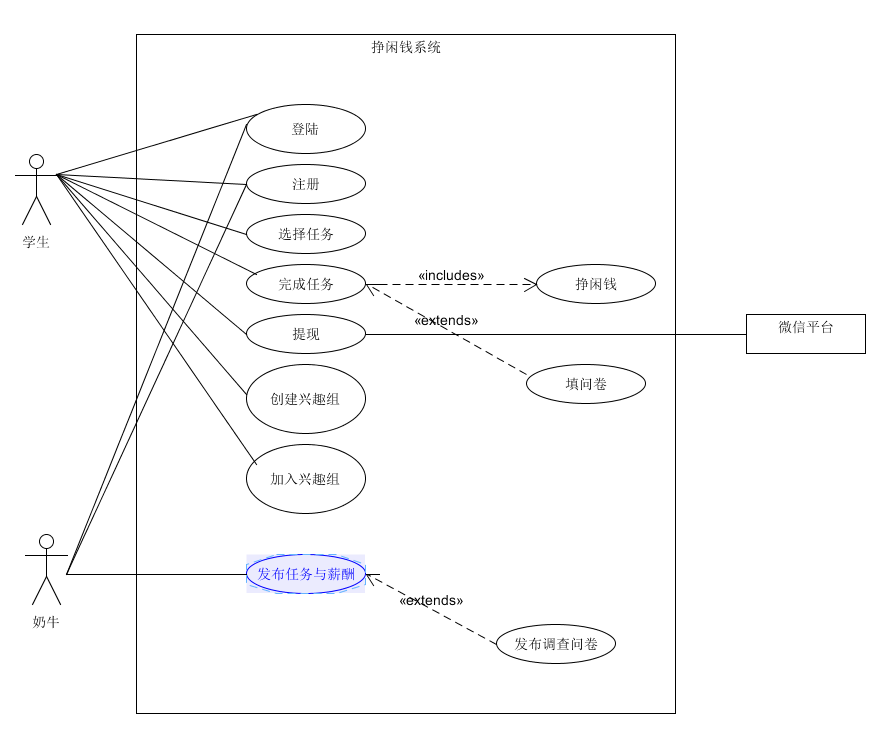 挣闲钱系统
登陆
注册
学生
选择任务
完成任务
«includes»
挣闲钱
«extends»
提现
微信平台
填问卷
创建兴趣组
加入兴趣组
发布任务与薪酬
«extends»
奶牛
发布调查问卷